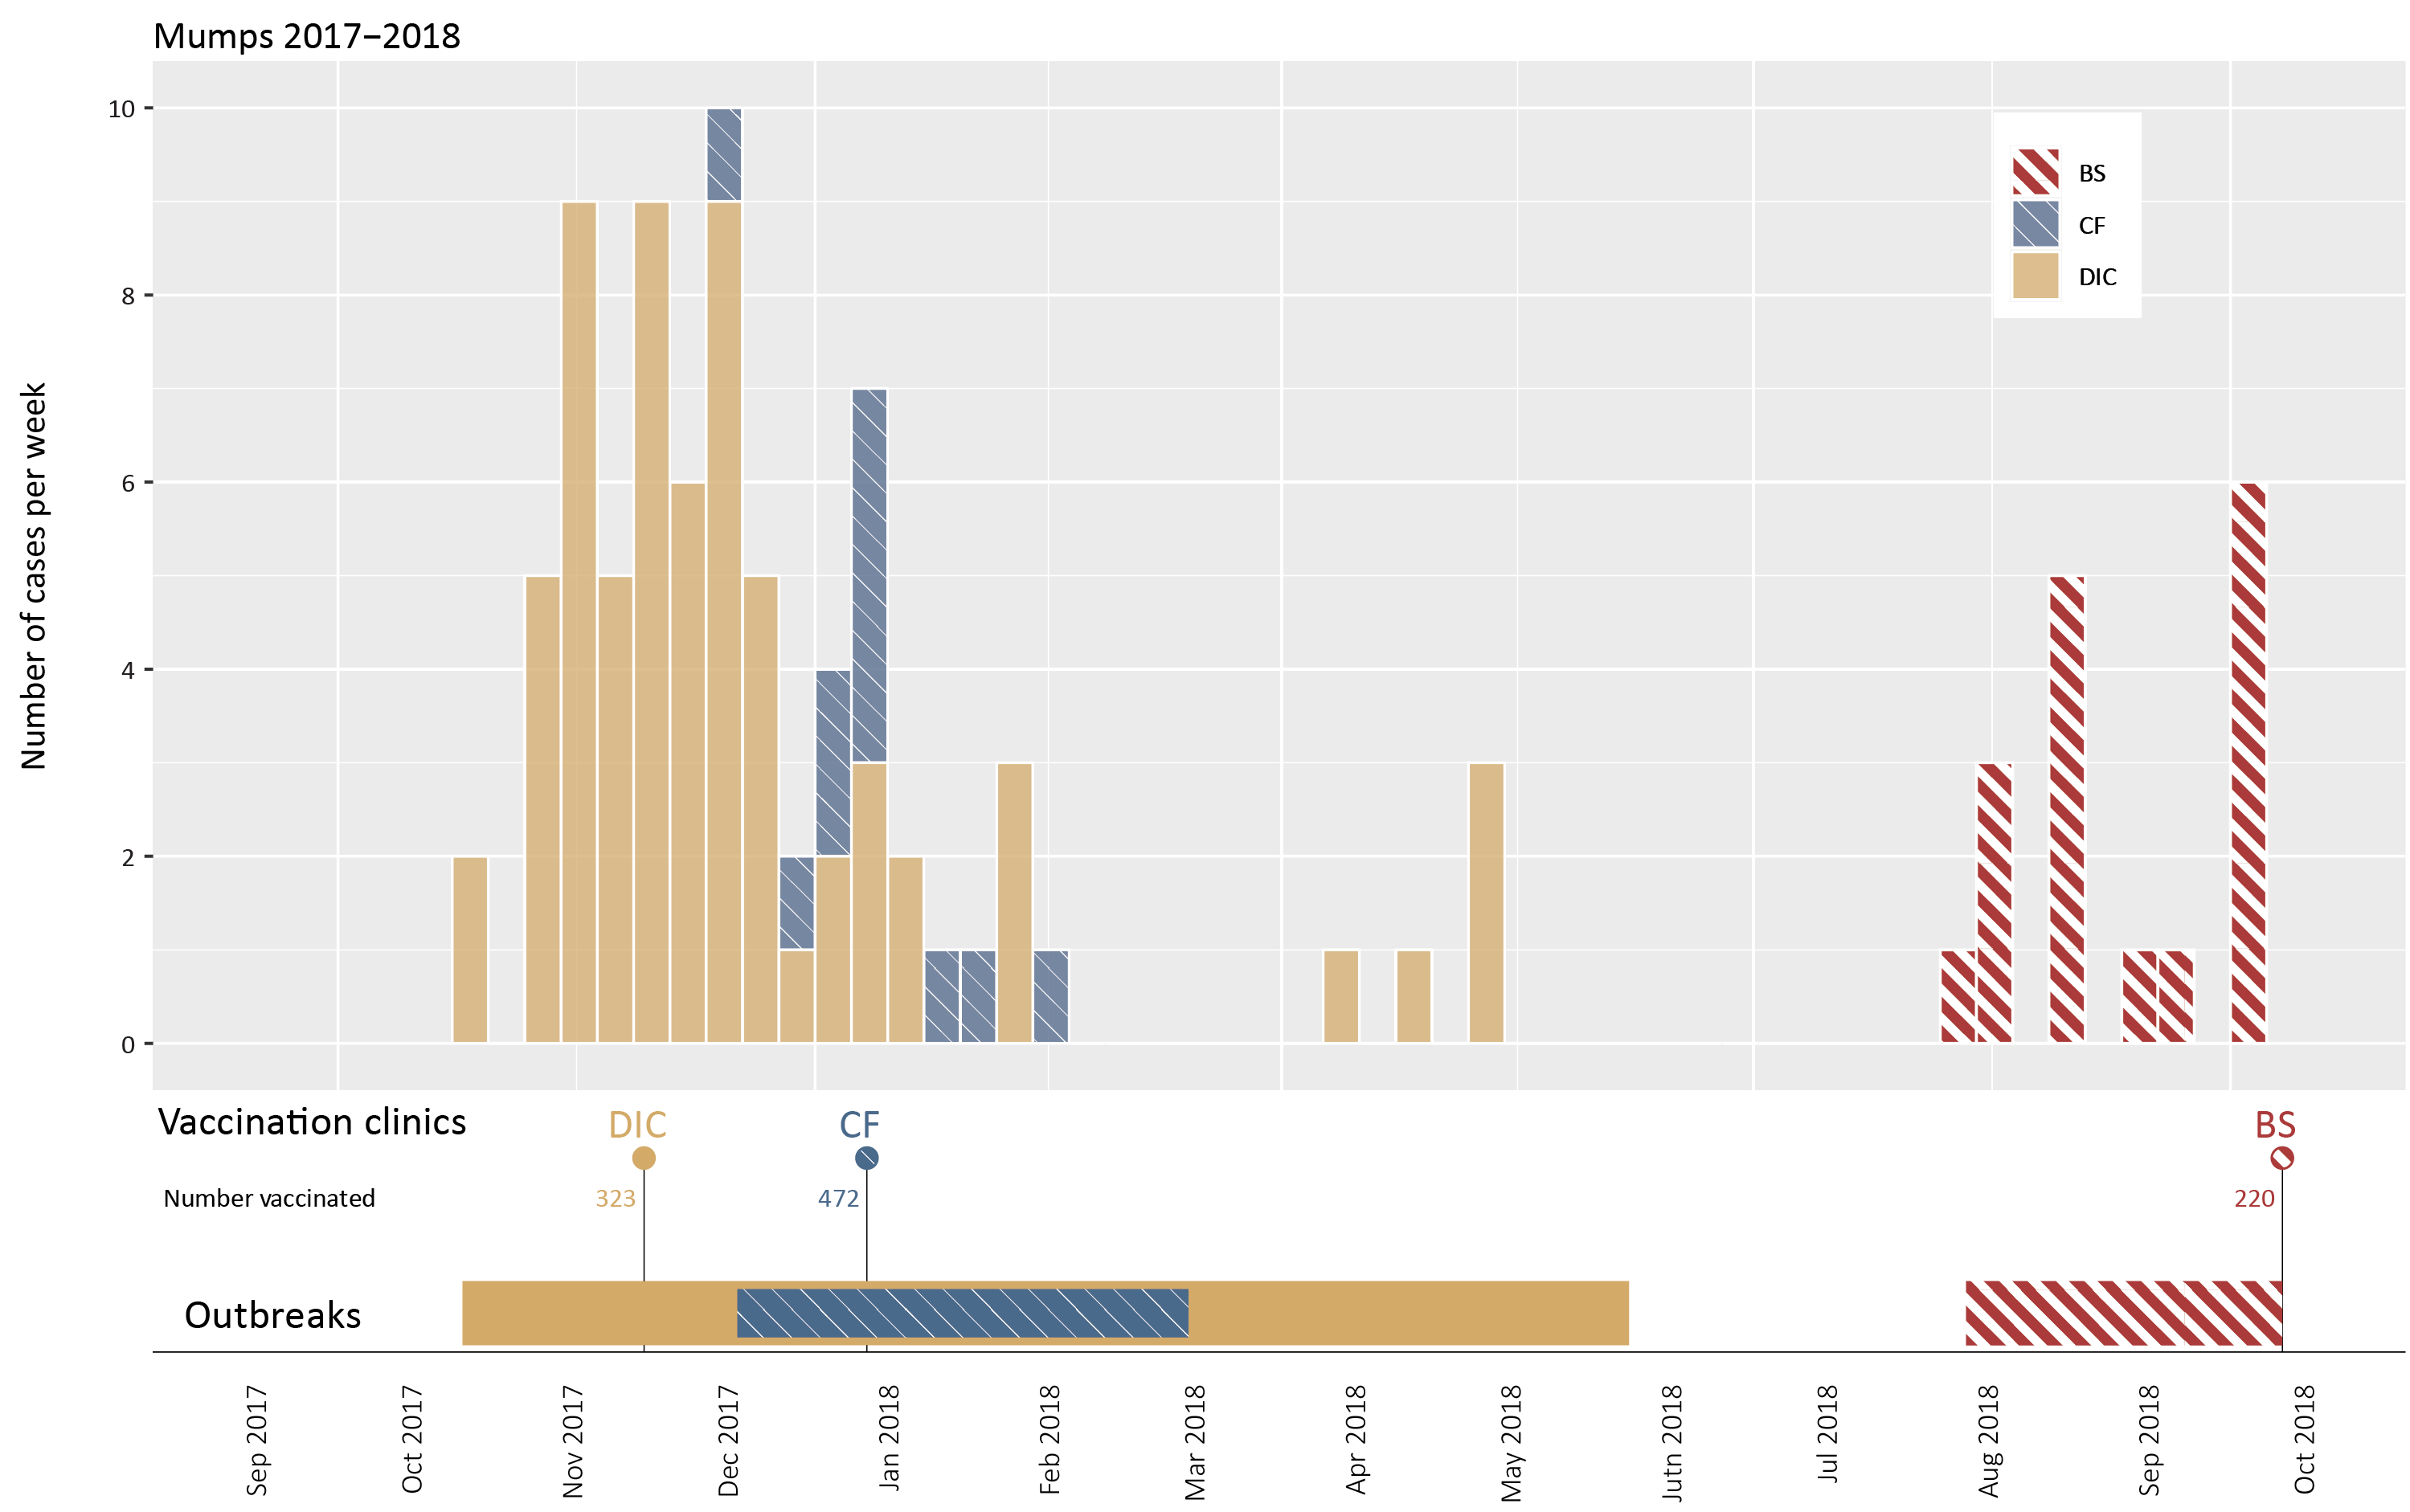 Mumps 2017–2018
Number of cases per week
10
8
6
4
2
0
BS
CF
DIC
Vaccination clinics
DIC
CF
BS
Number vaccinated
323
472
220
Outbreaks
Sep 2017
Oct 2017
Nov 2017
Dec 2017
Jan 2018
Feb 2018
Mar 2018
Apr 2018
May 2018
Jutn 2018
Jul 2018
Aug 2018
Sep 2018
Oct 2018